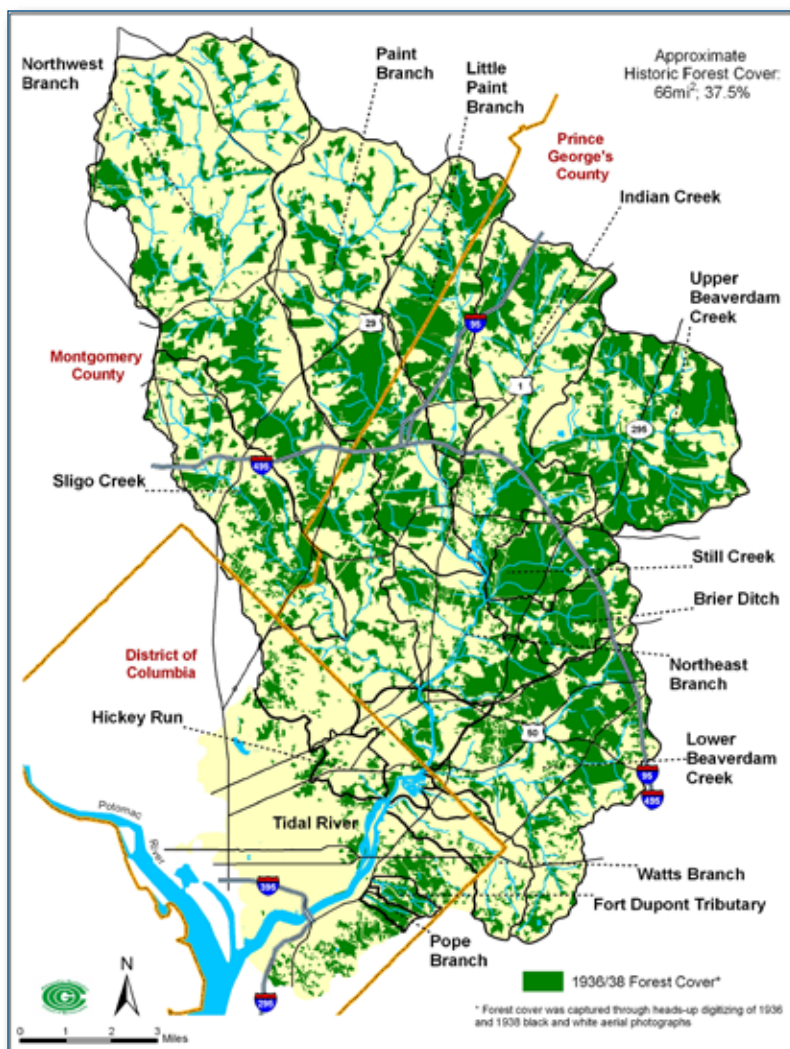 Northwest
Branch
Paint
Branch
Little
Paint
Branch
Approximate
Historic Forest Cover:
66mi²; 37.5%
Prince
George's
County
Indian Creek
Upper
Beaverdam
Creek
29
95
1
295
Montgomery
County
495
Sligo Creek
Still Creek
Brier Ditch
District of
Columbia
Northeast
Branch
Hickey Run
50
Lower
Beaverdam
Creek
95
495
Potomac
River
Tidal River
Watts Branch
395
Fort Dupont Tributary
Pope
Branch
295
N
1936/38 Forest Cover*
* Forest cover was captured through heads-up digitizing of 1936
and 1938 black and white aerial photographs
0 1 2 3
Miles